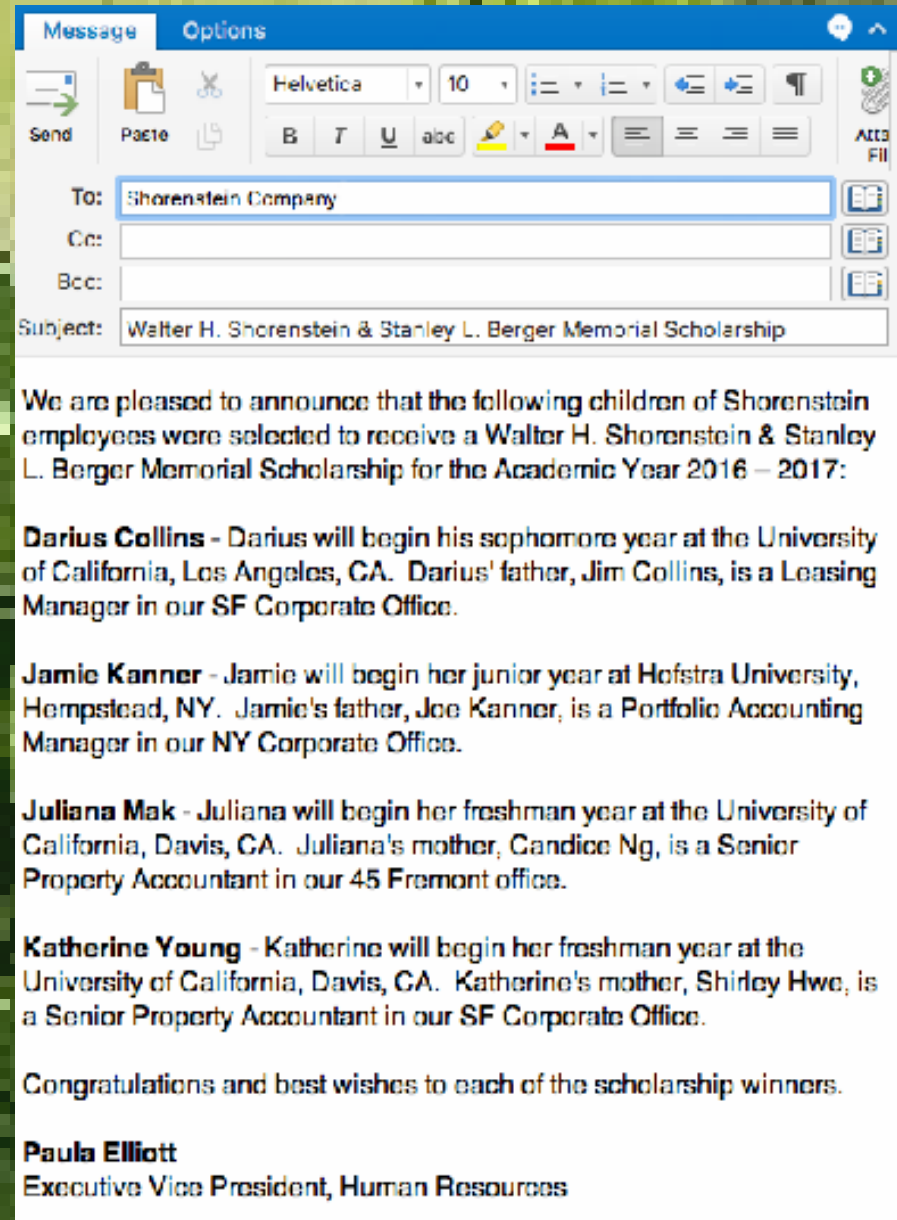 Message Options
Helvetica 10
Send Paste B I U abc A
To: Shorenstein Company
Cc:
Bcc:
Subject: Walter H. Shorenstein & Stanley L. Berger Memorial Scholarship
We are pleased to announce that the following children of Shorenstein
employees were selected to receive a Walter H. Shorenstein & Stanley
L. Berger Memorial Scholarship for the Academic Year 2016 – 2017:
Darius Collins - Darius will begin his sophomore year at the University
of California, Los Angeles, CA. Darius' father, Jim Collins, is a Leasing
Manager in our SF Corporate Office.
Jamie Kanner - Jamie will begin her junior year at Hofstra University,
Hempstead, NY. Jamie's father, Joe Kanner, is a Portfolio Accounting
Manager in our NY Corporate Office.
Juliana Mak - Juliana will begin her freshman year at the University of
California, Davis, CA. Juliana's mother, Candice Ng, is a Senior
Property Accountant in our 45 Fremont office.
Katherine Young - Katherine will begin her freshman year at the
University of California, Davis, CA. Katherine's mother, Shirley Hwe, is
a Senior Property Accountant in our SF Corporate Office.
Congratulations and best wishes to each of the scholarship winners.
Paula Elliott
Executive Vice President, Human Resources